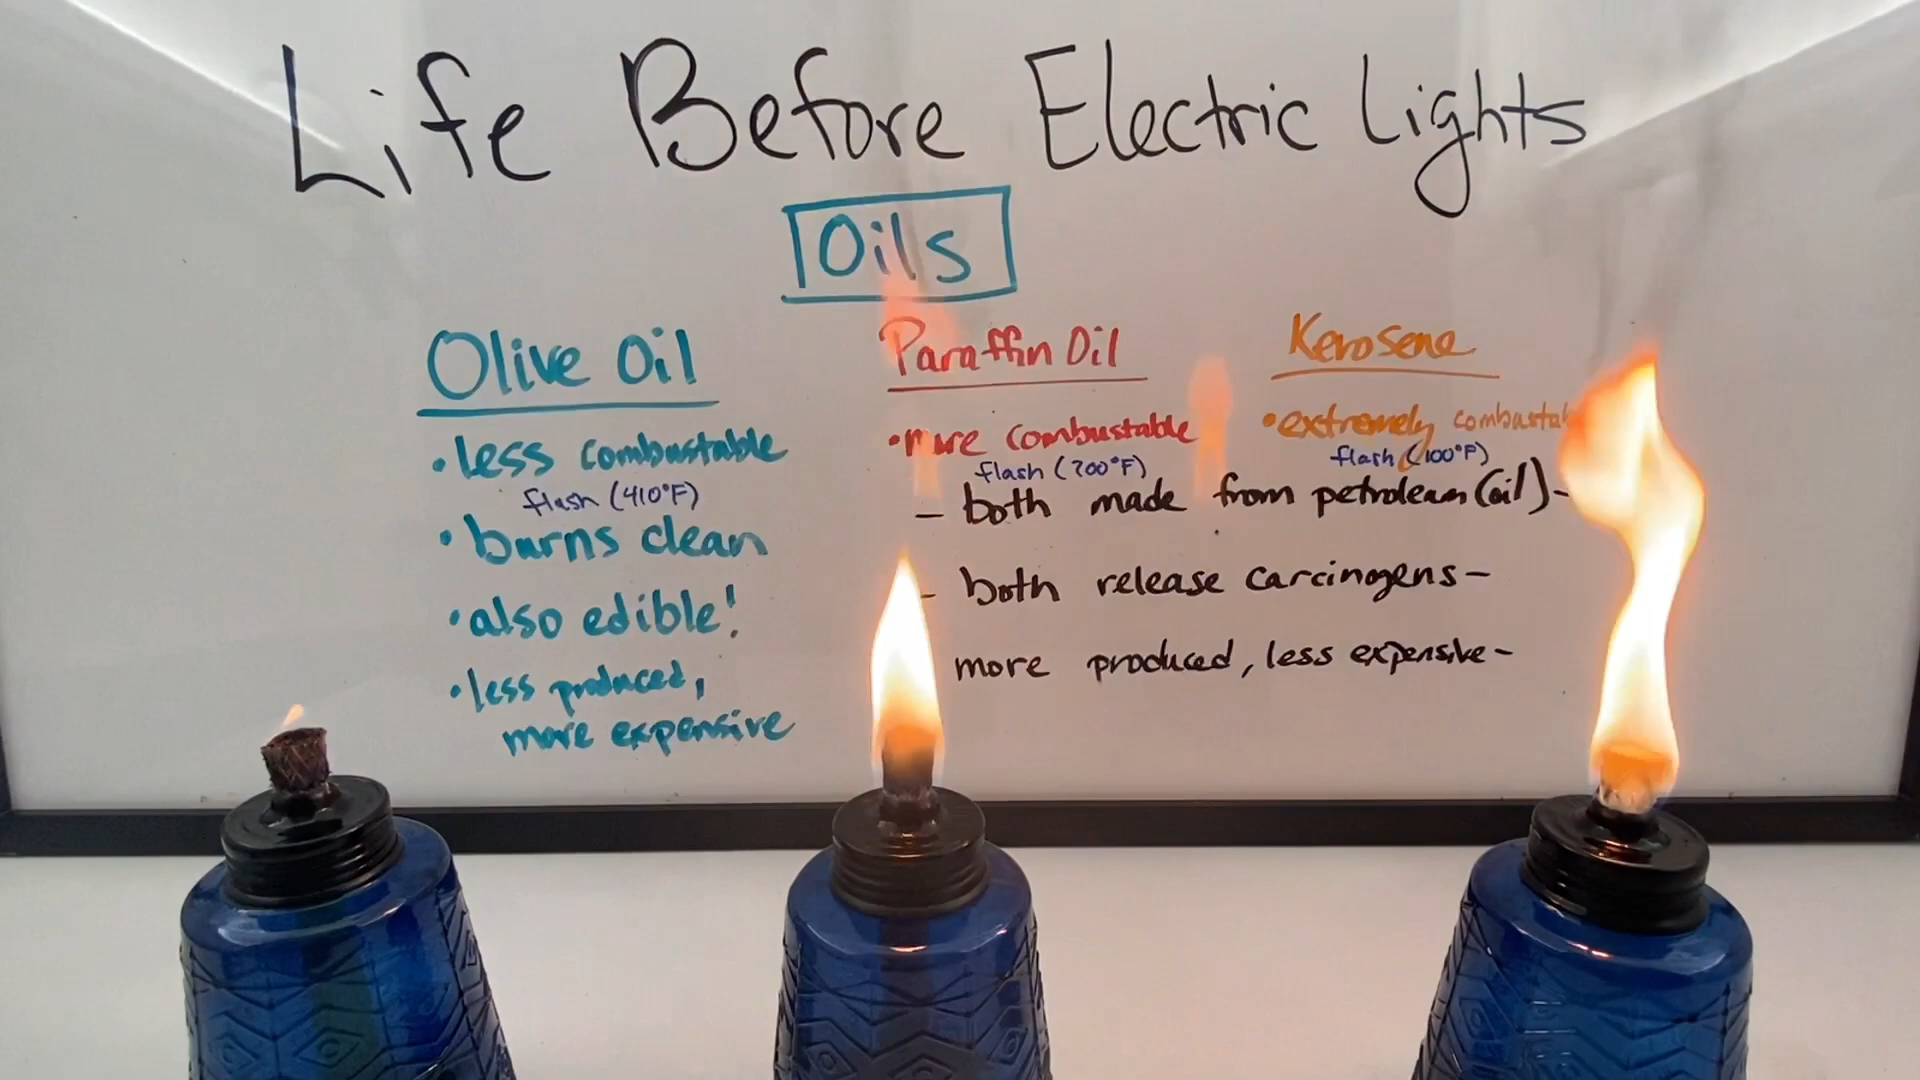 Life Before Electric Lights
Oils
Olive Oil
• less combustable
flash (410°F)
• burns clean
• also edible!
• less produced,
more expensive
Paraffin Oil
• more combustable
flash (200°F)
Kerosene
• extremely combustab
flash (100°F)
- both made from petroleum (oil) -
- both release carcinogens -
more produced, less expensive -